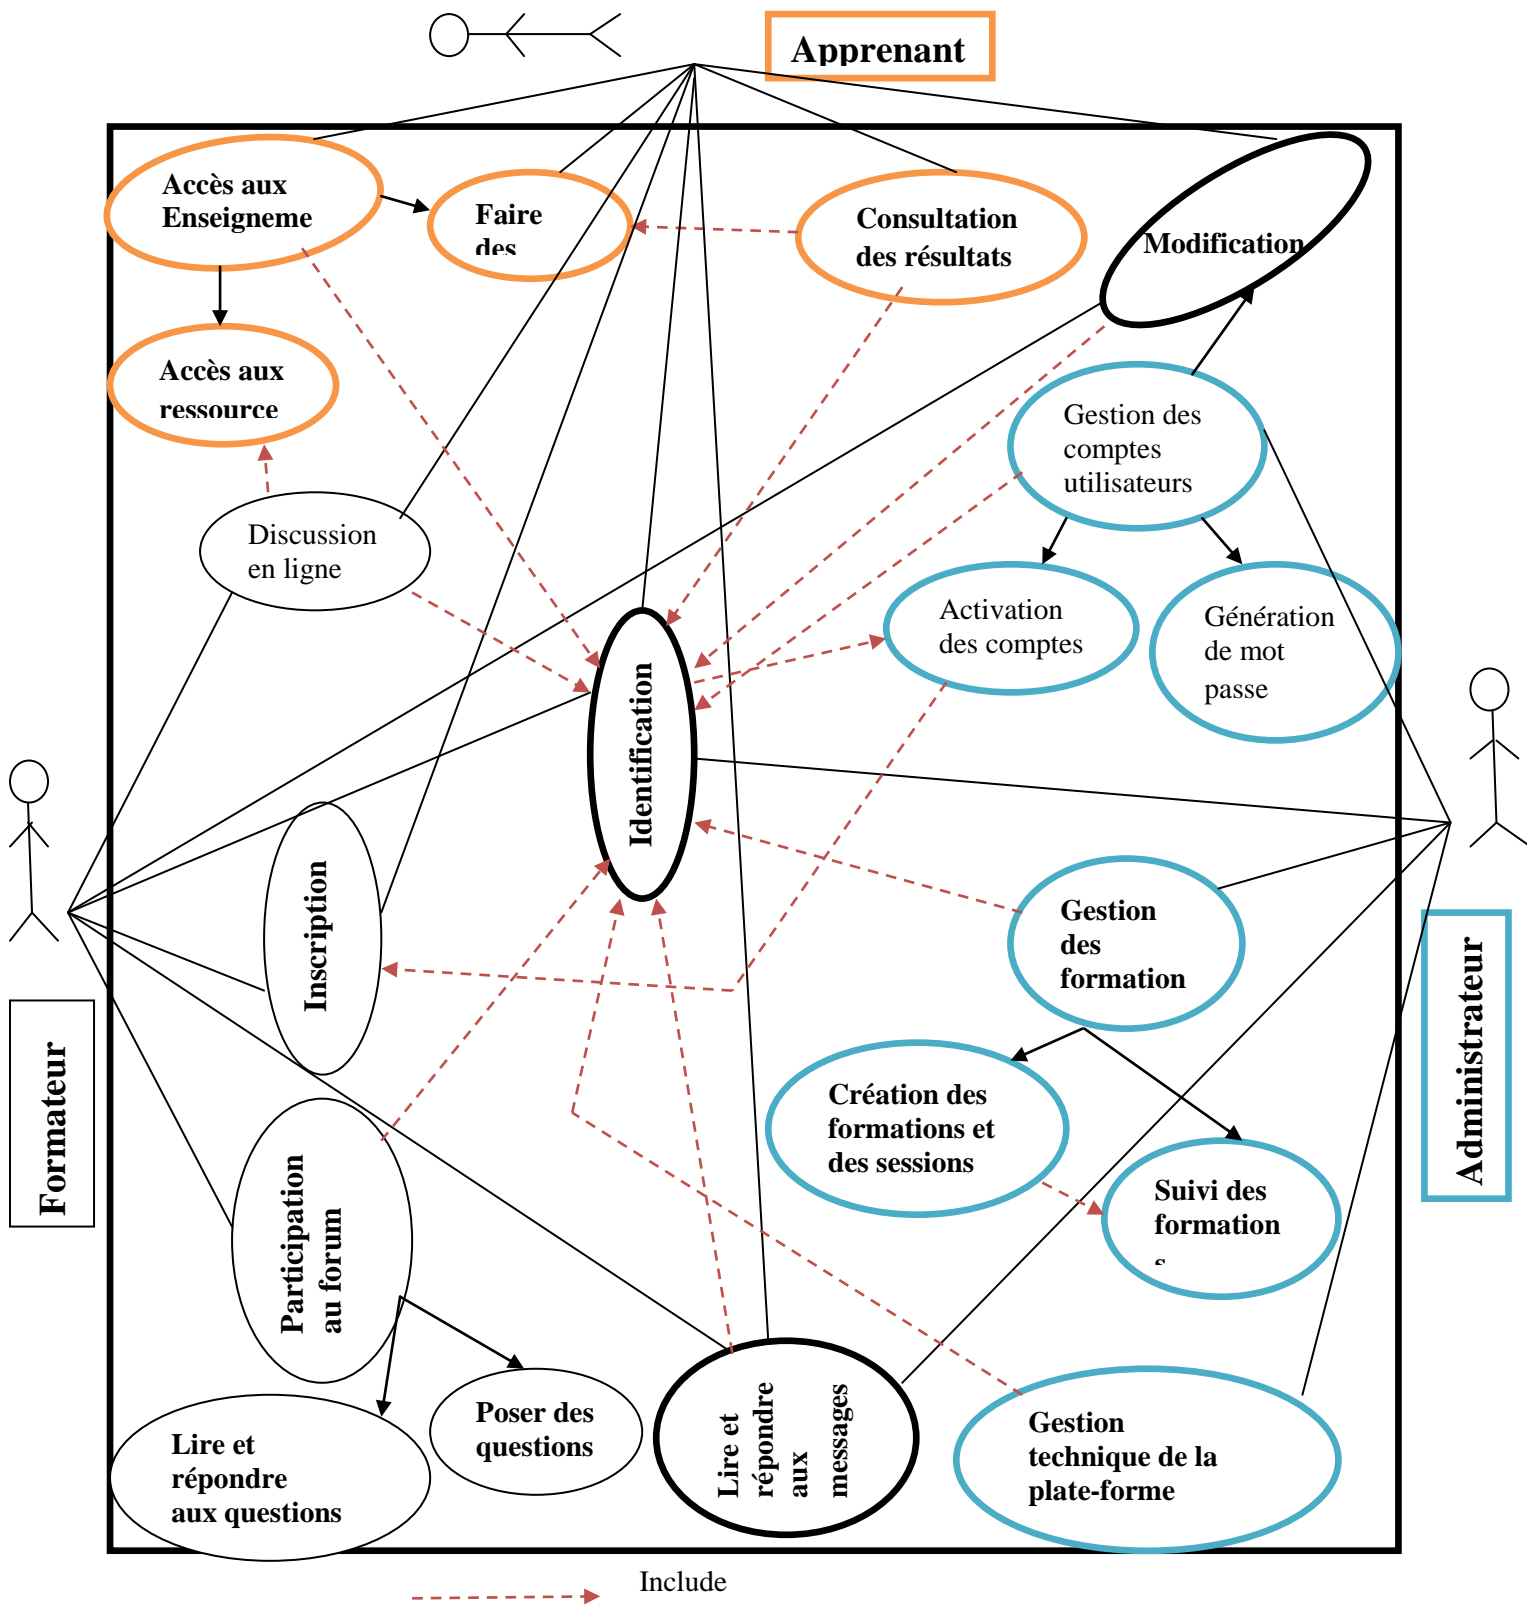 Apprenant
Accès aux
Enseigneme
Faire
des
Consultation
des résultats
Modification
Accès aux
ressource
Gestion des
comptes
utilisateurs
Discussion
en ligne
Activation
des comptes
Génération
de mot
passe
Identification
Inscription
Gestion
des
formation
Formateur
Administrateur
Création des
formations et
des sessions
Suivi des
formation
s
Participation
au forum
Lire et
répondre
aux questions
Poser des
questions
Lire et
répondre
aux
messages
Gestion
technique de la
plate-forme
Include